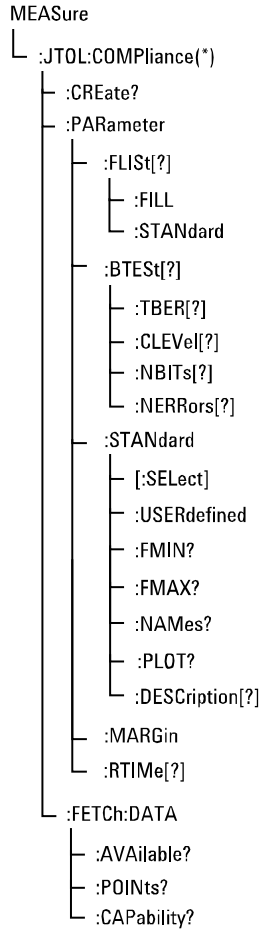 MEASure
:JTOL:COMPliance(*)
:CREate?
:PARameter
:FLISt[?]
:FILL
:STANdard
:BTESt[?]
:TBER[?]
:CLEVel[?]
:NBITs[?]
:NERRors[?]
:STANdard
[:SELect]
:USERdefined
:FMIN?
:FMAX?
:NAMes?
:PLOT?
:DESCription[?]
:MARGin
:RTIMe[?]
:FETCh:DATA
:AVAilable?
:POINts?
:CAPability?